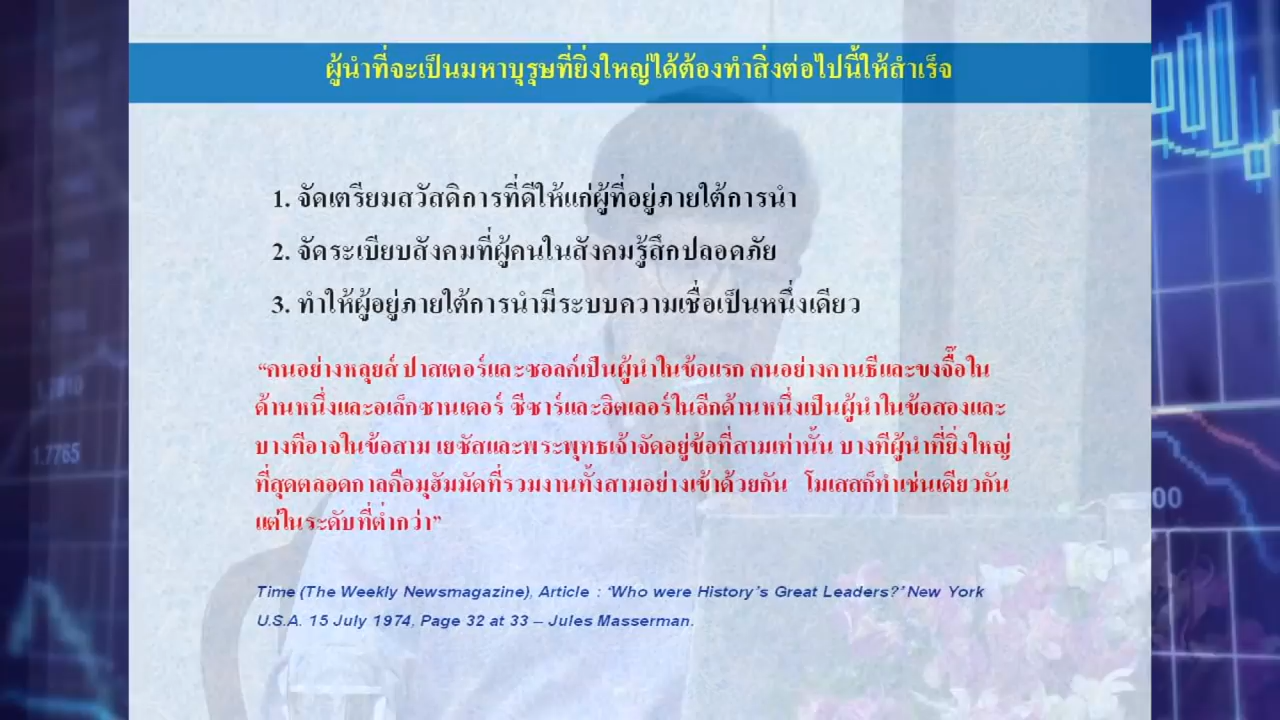 ผู้นำที่จะเป็นมหาบุรุษที่ยิ่งใหญ่ได้ต้องทำสิ่งต่อไปนี้ให้สำเร็จ
1. จัดเตรียมสวัสดิการที่ดีให้แก่ผู้ที่อยู่ภายใต้การนำ
2. จัดระเบียบสังคมที่ผู้คนในสังคมรู้สึกปลอดภัย
3. ทำให้ผู้อยู่ภายใต้การนำมีระบบความเชื่อเป็นหนึ่งเดียว
“คนอย่างหลุยส์ ปาสเตอร์และซอลค์เป็นผู้นำในข้อแรก คนอย่างคานธีและขงจื๊อใน
ด้านหนึ่งและอเล็กซานเดอร์ ซีซาร์และฮิตเลอร์ในอีกด้านหนึ่งเป็นผู้นำในข้อสองและ
บางทีอาจในข้อสาม เยซัสและพระพุทธเจ้าจัดอยู่ข้อที่สามเท่านั้น บางทีผู้นำที่ยิ่งใหญ่
ที่สุดตลอดกาลคือมุฮัมมัดที่รวมงานทั้งสามอย่างเข้าด้วยกัน โมเสสก็ทำเช่นเดียวกัน
แต่ในระดับที่ต่ำกว่า”
Time (The Weekly Newsmagazine), Article : ‘Who were History’s Great Leaders?’ New York
U.S.A. 15 July 1974, Page 32 at 33 – Jules Masserman.
1.7765
00